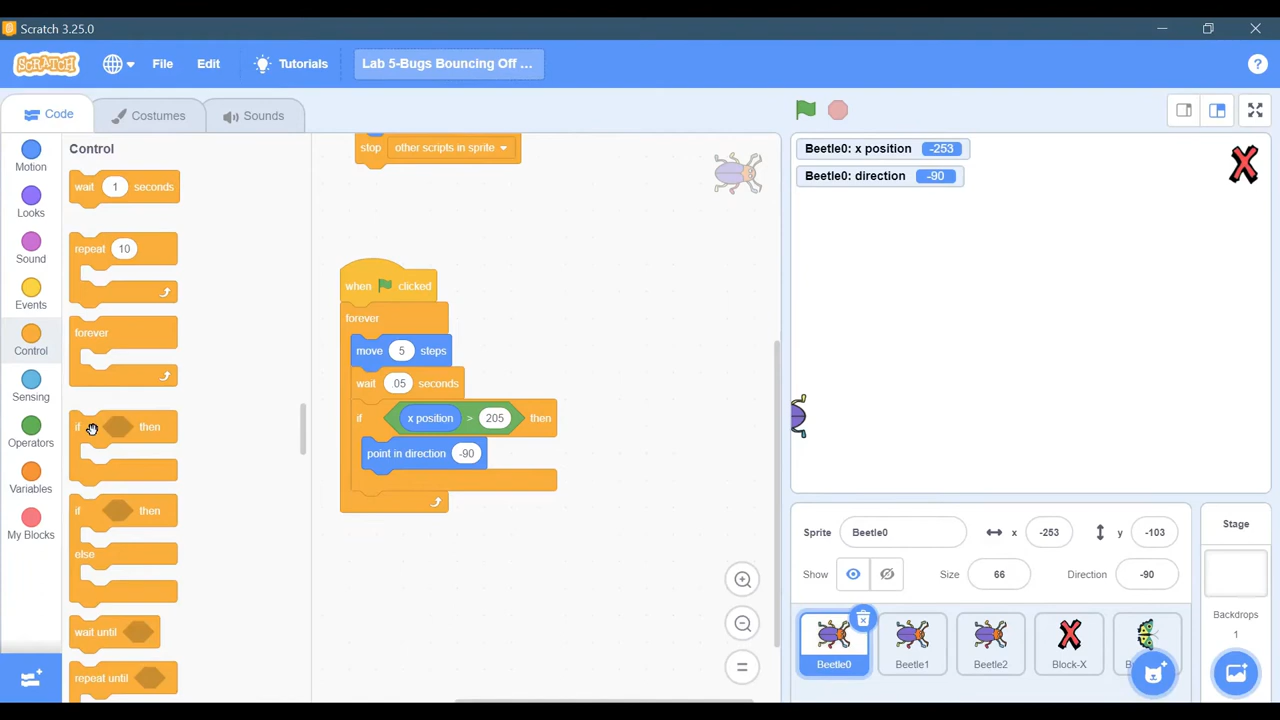 Scratch 3.25.0
SCRATCH File Edit Tutorials Lab 5-Bugs Bouncing Off ... ?
Code Costumes Sounds
Motion
Looks
Sound
Events
Control
Sensing
Operators
Variables
My Blocks
Control
wait 1 seconds
repeat 10
forever
if then
if then
else
wait until
repeat until
stop other scripts in sprite
when clicked
forever
move 5 steps
wait .05 seconds
if x position > 205 then
point in direction -90
Beetle0: x position -253
Beetle0: direction -90
Sprite Beetle0 x -253 y -103
Show Size 66 Direction -90
Beetle0
Beetle1
Beetle2
Block-X
Stage
Backdrops
1